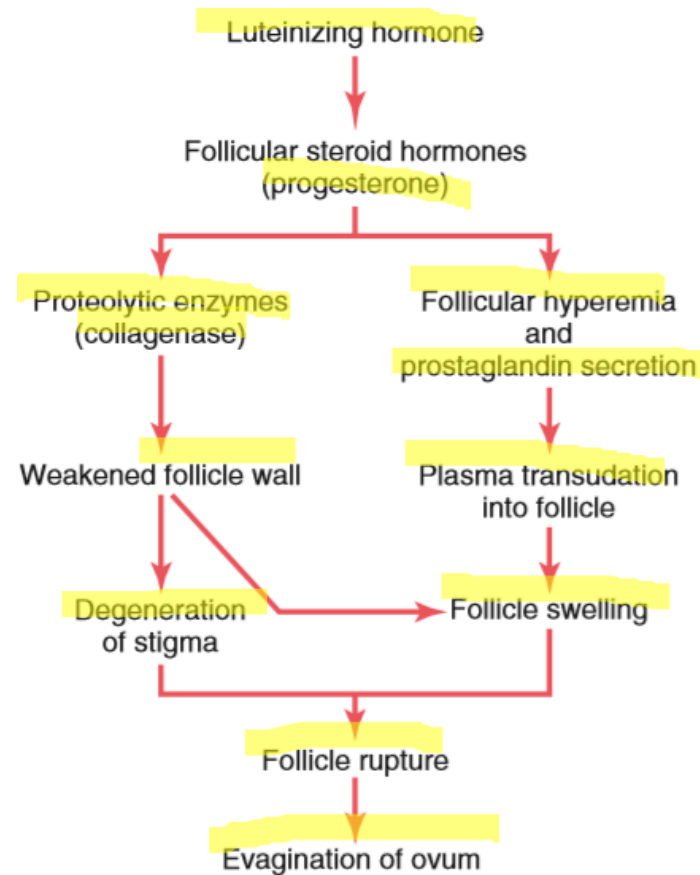 Luteinizing hormone
Follicular steroid hormones
(progesterone)
Proteolytic enzymes
(collagenase)
Follicular hyperemia
and
prostaglandin secretion
Weakened follicle wall
Plasma transudation
into follicle
Degeneration
of stigma
Follicle swelling
Follicle rupture
Evagination of ovum